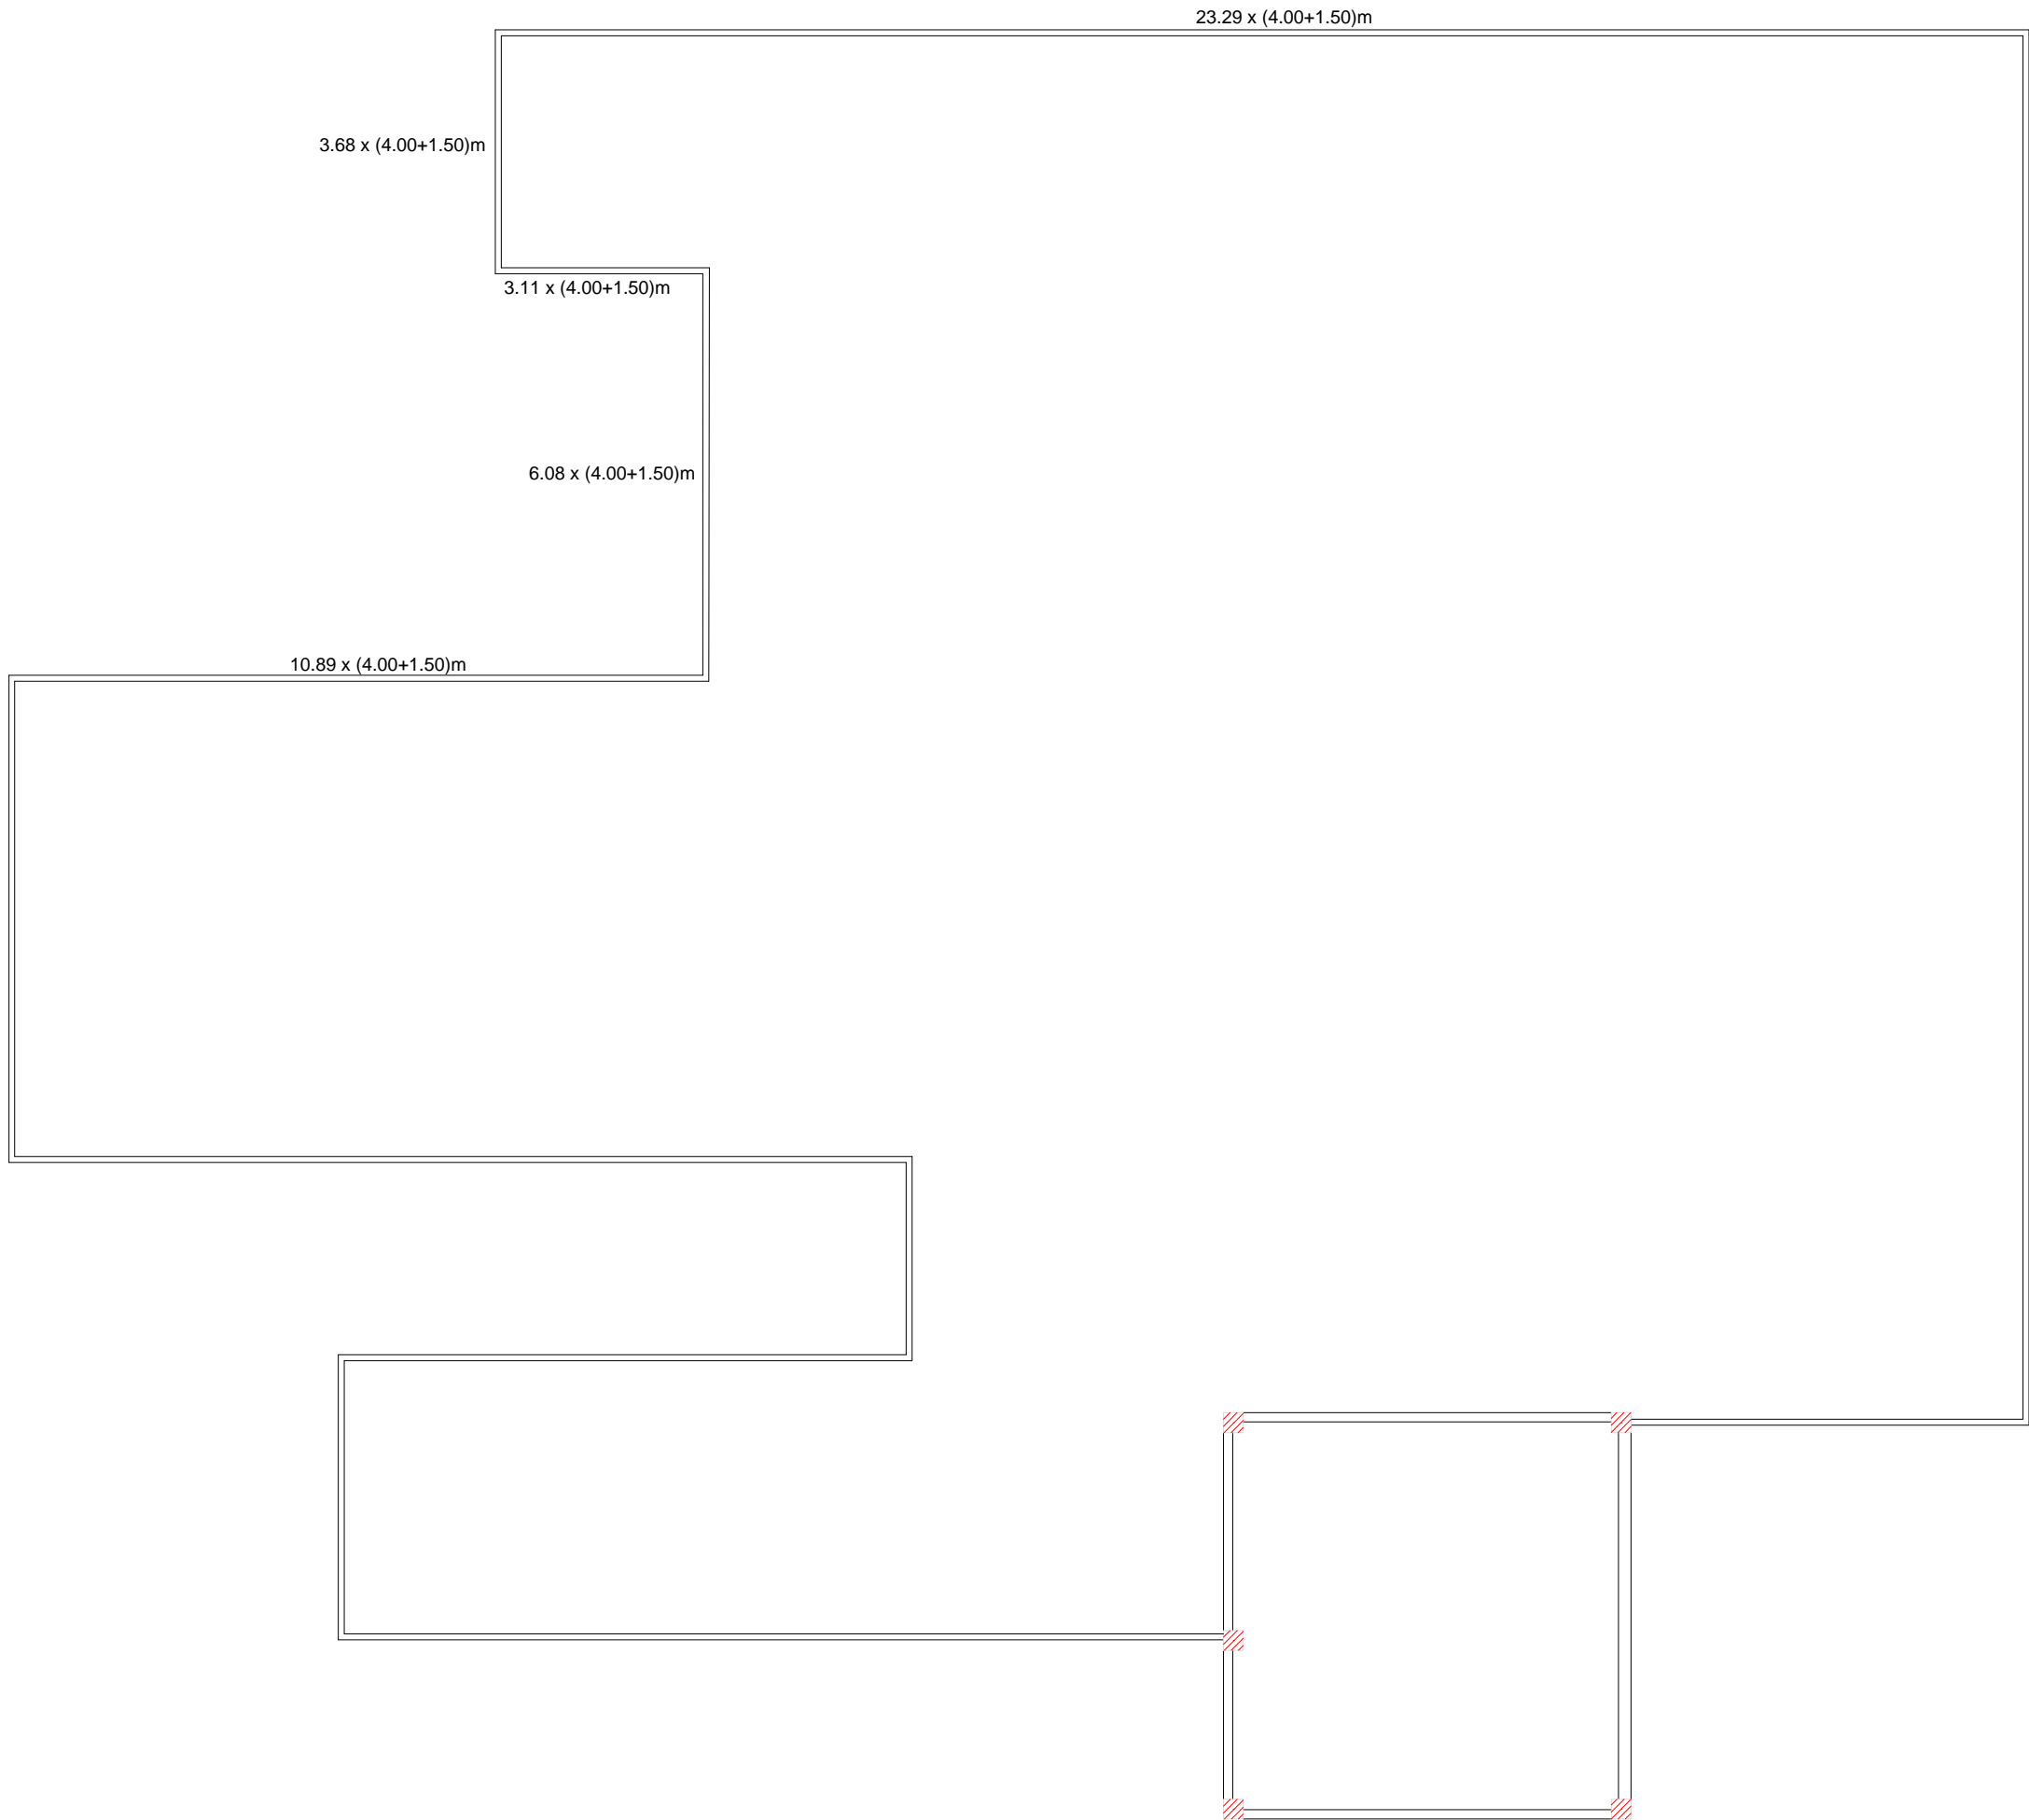 23.29 x (4.00+1.50)m
3.68 x (4.00+1.50)m
3.11 x (4.00+1.50)m
6.08 x (4.00+1.50)m
10.89 x (4.00+1.50)m